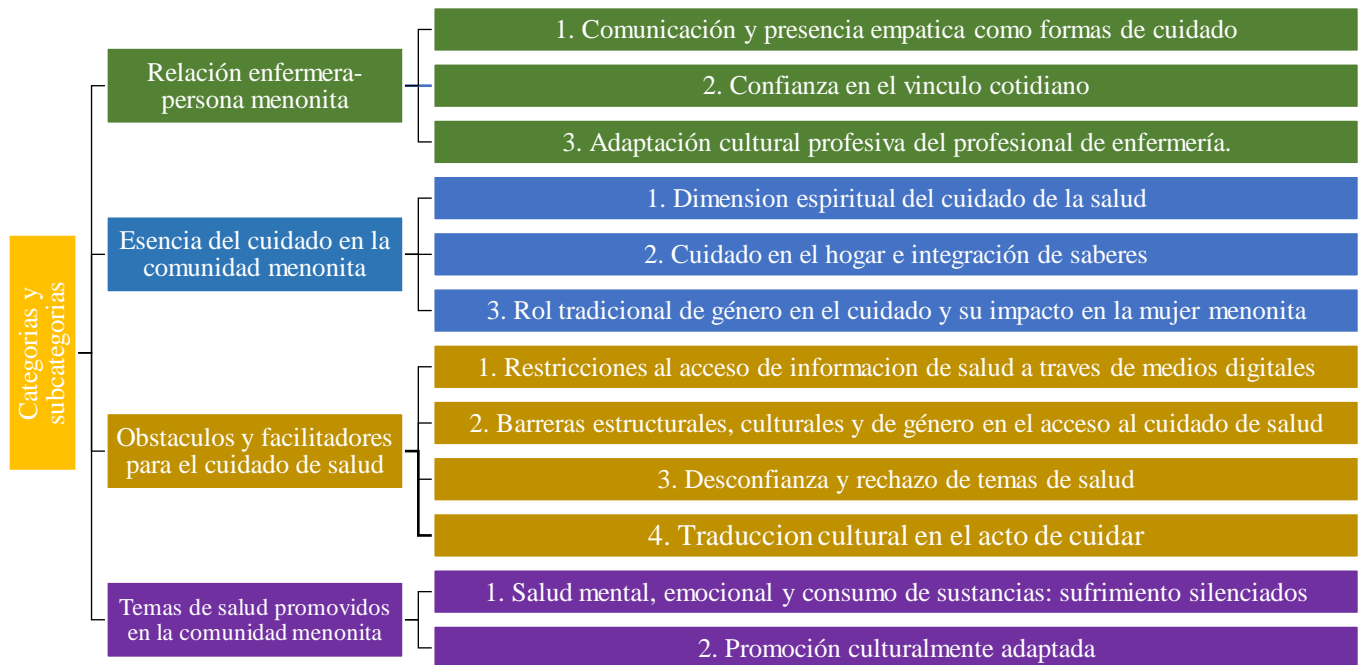 Categorias y
subcategorias
Relación enfermera-
persona menonita
1. Comunicación y presencia empatica como formas de cuidado
2. Confianza en el vinculo cotidiano
3. Adaptación cultural profesiva del profesional de enfermería.
Esencia del cuidado en la
comunidad menonita
1. Dimension espiritual del cuidado de la salud
2. Cuidado en el hogar e integración de saberes
3. Rol tradicional de género en el cuidado y su impacto en la mujer menonita
Obstaculos y facilitadores
para el cuidado de salud
1. Restricciones al acceso de informacion de salud a traves de medios digitales
2. Barreras estructurales, culturales y de género en el acceso al cuidado de salud
3. Desconfianza y rechazo de temas de salud
4. Traduccion cultural en el acto de cuidar
Temas de salud promovidos
en la comunidad menonita
1. Salud mental, emocional y consumo de sustancias: sufrimiento silenciados
2. Promoción culturalmente adaptada